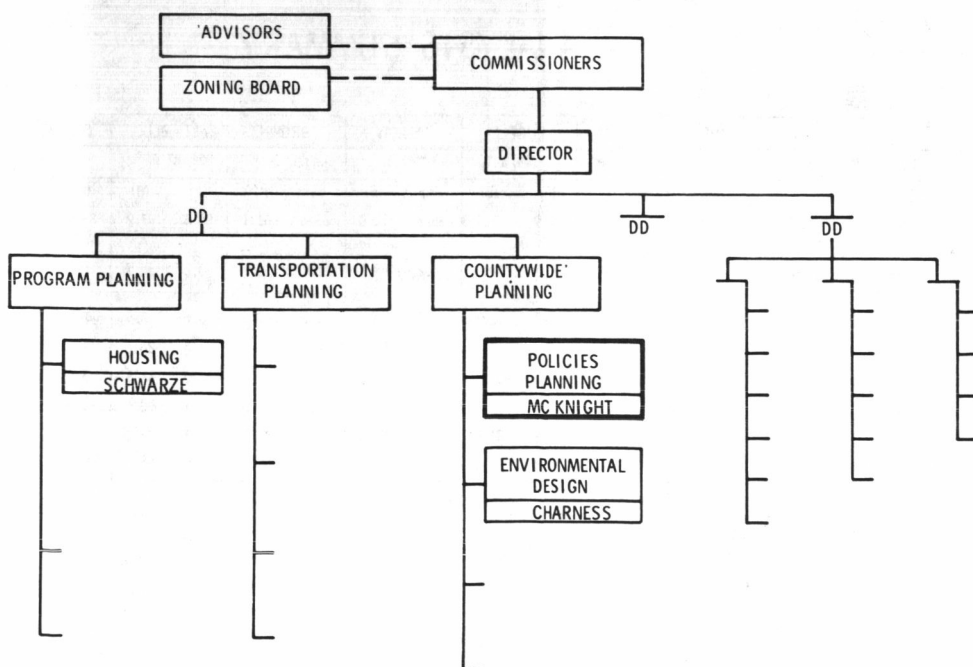 ADVISORS
COMMISSIONERS
ZONING BOARD
DIRECTOR
DD
DD
DD
PROGRAM PLANNING
TRANSPORTATION
PLANNING
COUNTYWIDE
PLANNING
HOUSING
SCHWARZE
POLICIES
PLANNING
MC KNIGHT
ENVIRONMENTAL
DESIGN
CHARNESS